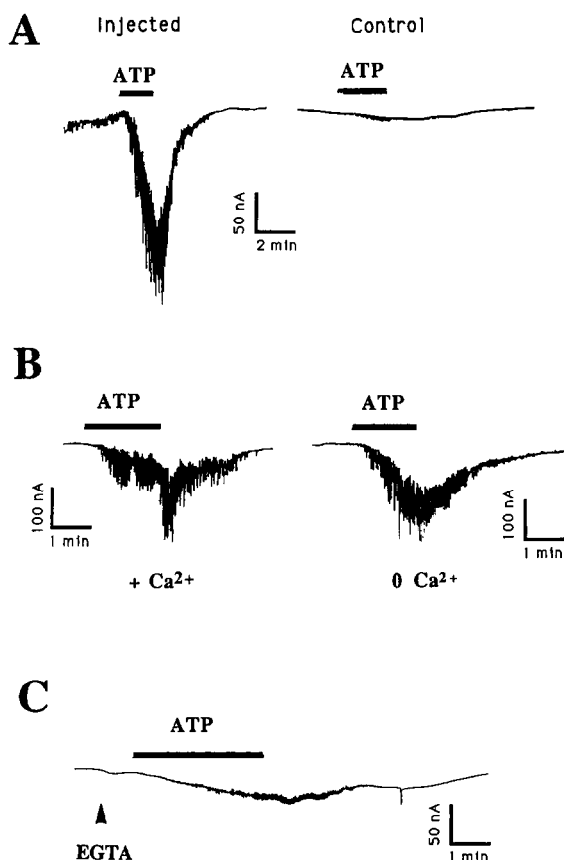 A
Injected
Control
ATP
ATP
50 nA
2 min
B
ATP
ATP
100 nA
1 min
100 nA
1 min
+ Ca²⁺
0 Ca²⁺
C
ATP
EGTA
50 nA
1 min